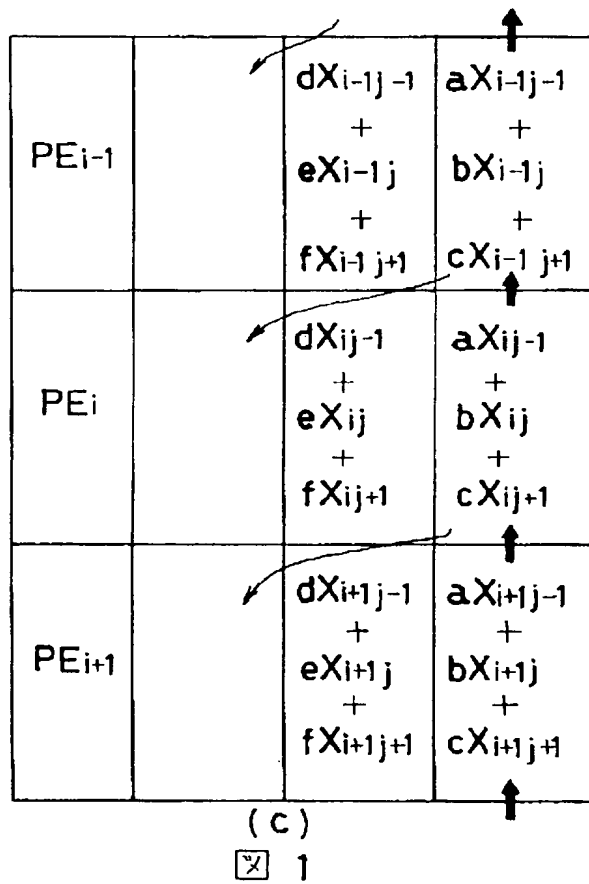 PEi-1
dXi-1j-1
+
eXi-1j
+
fXi-1j+1
aXi-1j-1
+
bXi-1j
+
cXi-1j+1
PEi
dXij-1
+
eXij
+
fXij+1
aXij-1
+
bXij
+
cXij+1
PEi+1
dXi+1j-1
+
eXi+1j
+
fXi+1j+1
aXi+1j-1
+
bXi+1j
+
cXi+1j+1
(c)
図 1